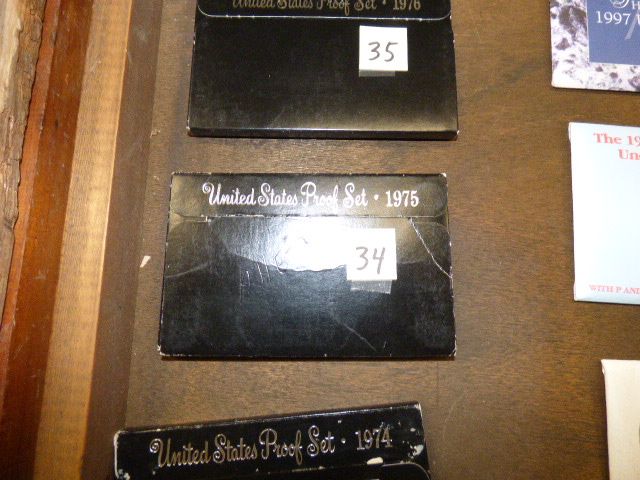 United States Proof Set · 1976
35
1997
The 19
Un
United States Proof Set · 1975
34
WITH P AND
United States Proof Set · 1974